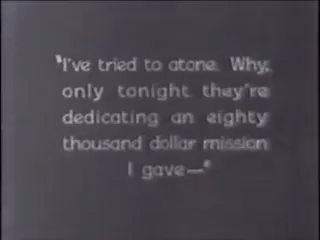 "I've tried to atone. Why,
only tonight they're
dedicating an eighty
thousand dollar mission
I gave—"